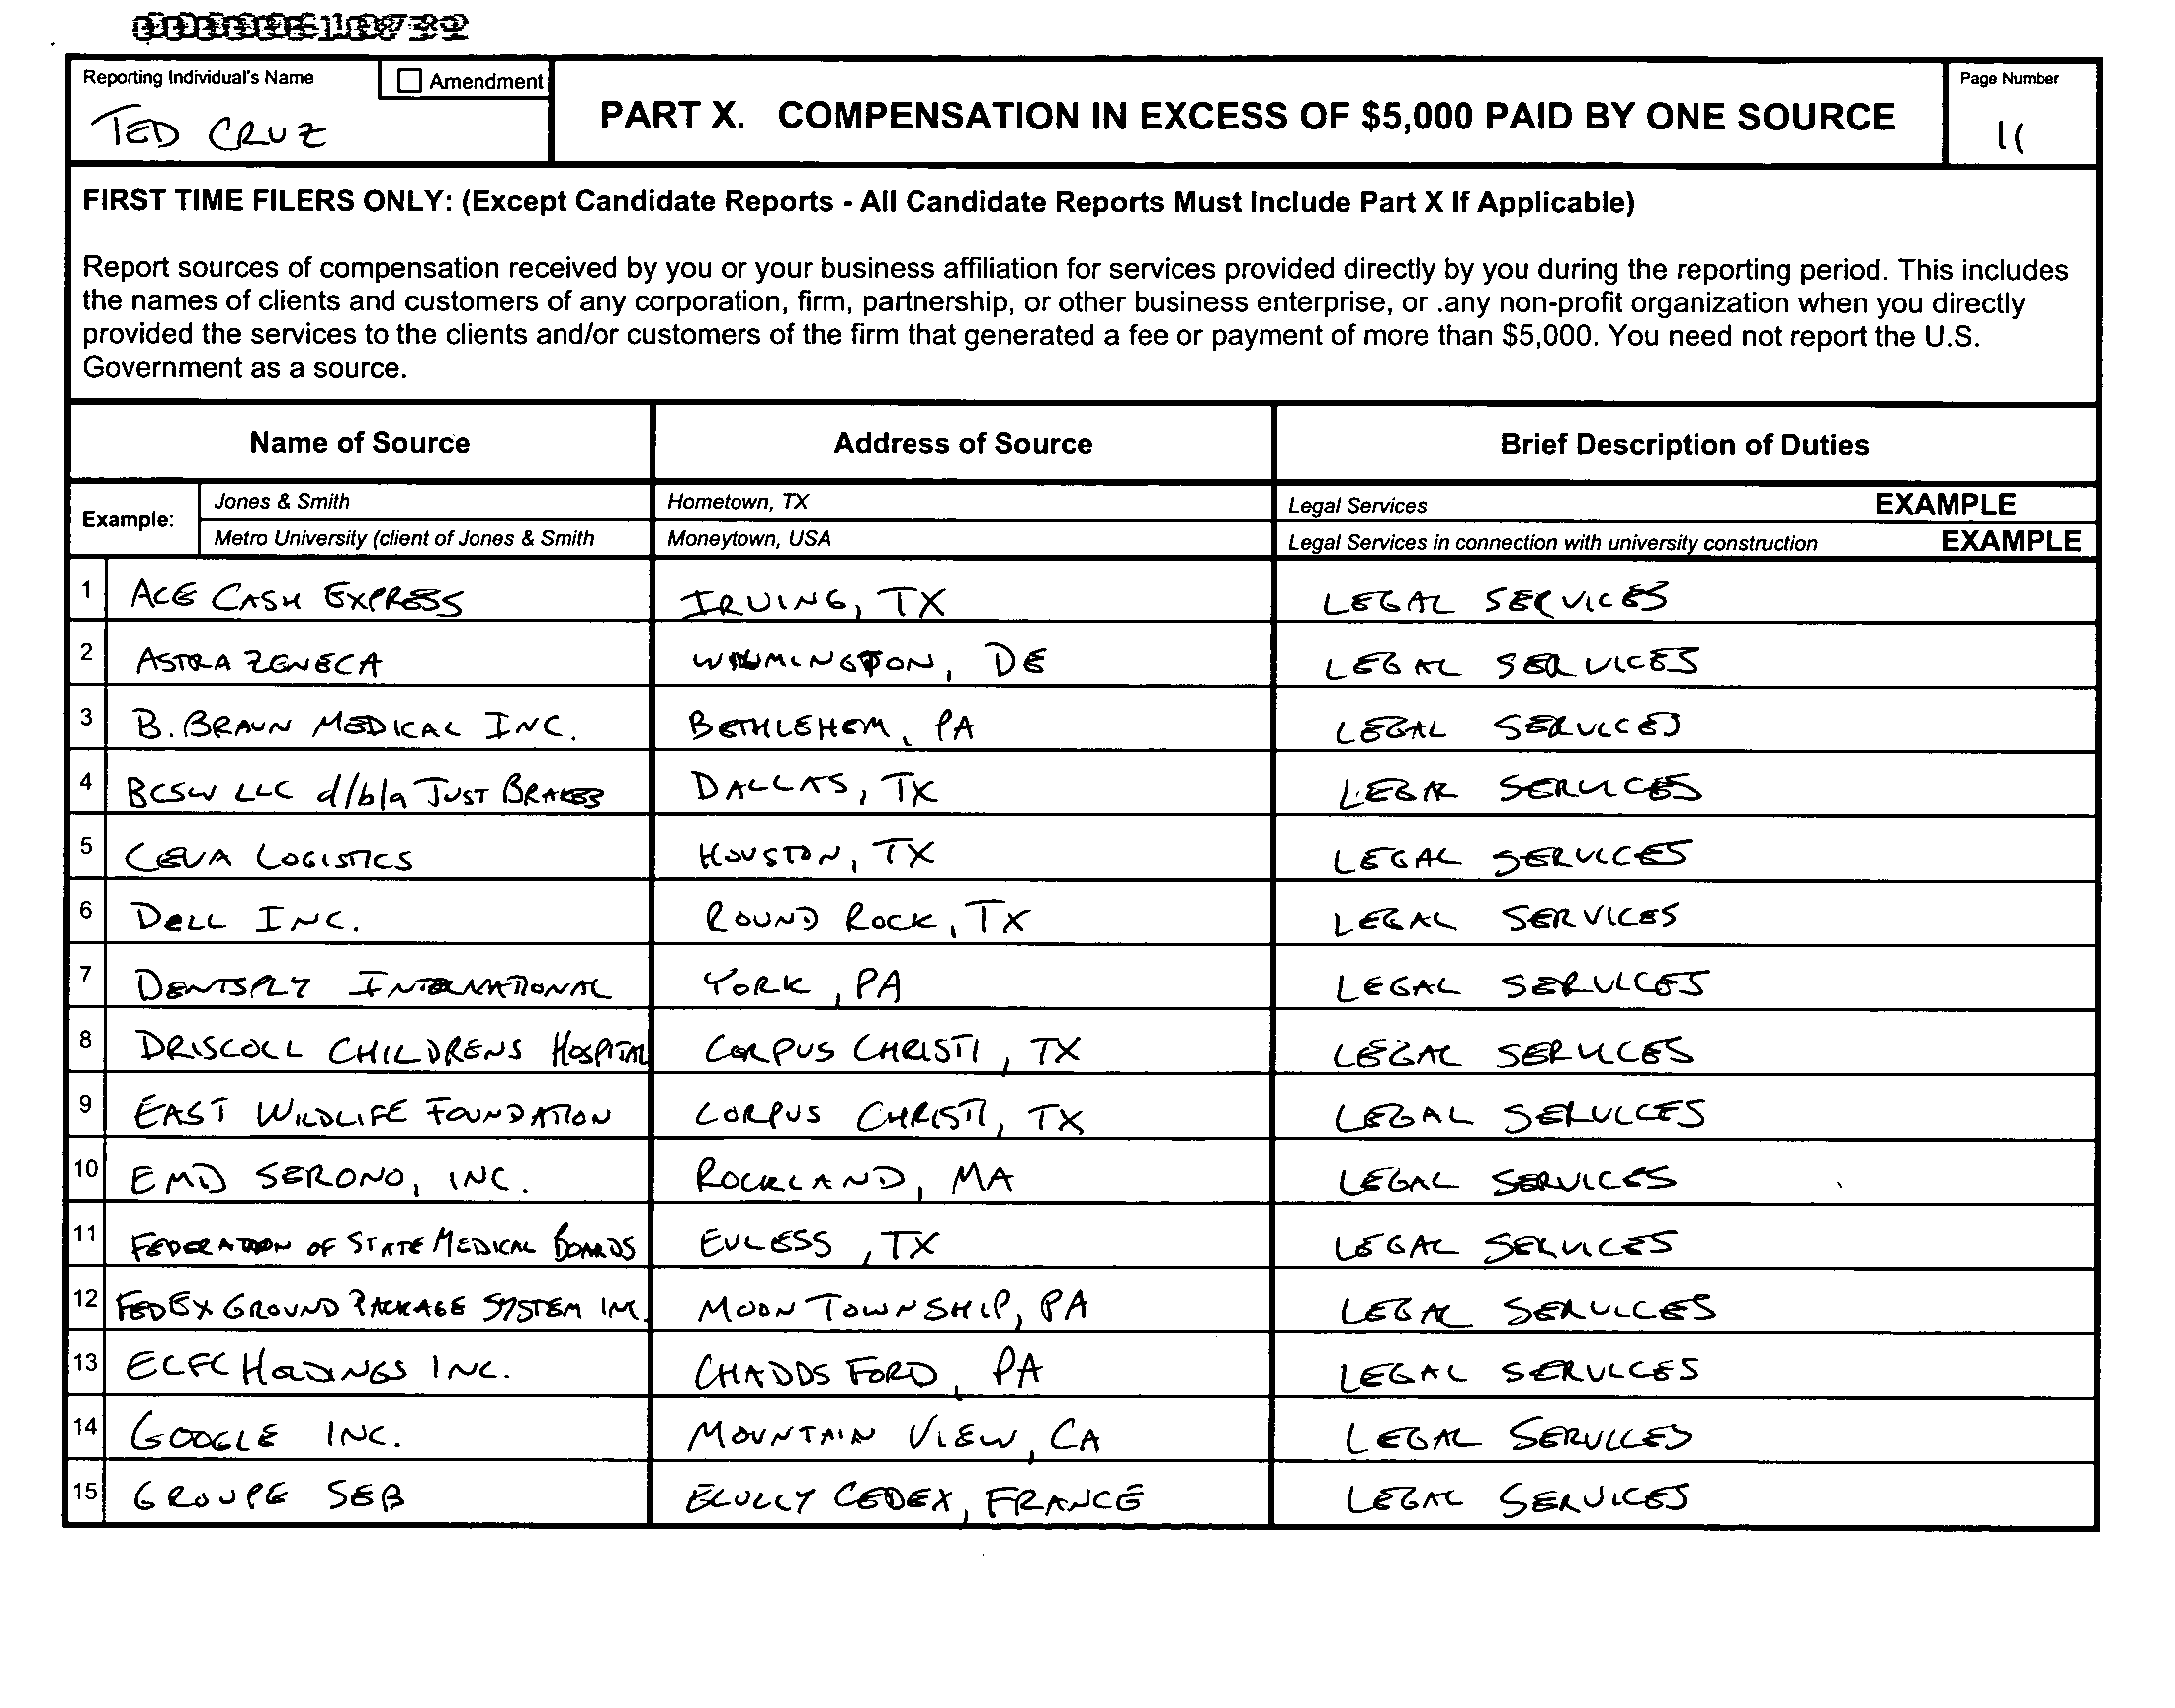 Reporting Individual's Name
Amendment
TED CRUZ
PART X. COMPENSATION IN EXCESS OF $5,000 PAID BY ONE SOURCE
Page Number
11
FIRST TIME FILERS ONLY: (Except Candidate Reports - All Candidate Reports Must Include Part X If Applicable)
Report sources of compensation received by you or your business affiliation for services provided directly by you during the reporting period. This includes
the names of clients and customers of any corporation, firm, partnership, or other business enterprise, or .any non-profit organization when you directly
provided the services to the clients and/or customers of the firm that generated a fee or payment of more than $5,000. You need not report the U.S.
Government as a source.
Name of Source Address of Source Brief Description of Duties
Example: Jones & Smith Hometown, TX Legal Services EXAMPLE
Metro University (client of Jones & Smith Moneytown, USA Legal Services in connection with university construction EXAMPLE
1 ACE CASH EXPRESS IRVING, TX LEGAL SERVICES
2 ASTRA ZENECA WILMINGTON, DE LEGAL SERVICES
3 B. BRAUN MEDICAL INC. BETHLEHEM, PA LEGAL SERVICES
4 BCSW LLC d/b/a JUST BRAKES DALLAS, TX LEGAL SERVICES
5 CEVA LOGISTICS HOUSTON, TX LEGAL SERVICES
6 DELL INC. ROUND ROCK, TX LEGAL SERVICES
7 DENTSPLY INTERNATIONAL YORK, PA LEGAL SERVICES
8 DRISCOLL CHILDRENS HOSPITAL CORPUS CHRISTI, TX LEGAL SERVICES
9 EAST WILDLIFE FOUNDATION CORPUS CHRISTI, TX LEGAL SERVICES
10 EMD SERONO, INC. ROCKLAND, MA LEGAL SERVICES
11 FEDERATION OF STATE MEDICAL BOARDS EULESS, TX LEGAL SERVICES
12 FEDEX GROUND PACKAGE SYSTEM INC. MOON TOWNSHIP, PA LEGAL SERVICES
13 ECFC HOLDINGS INC. CHADDS FORD, PA LEGAL SERVICES
14 GOOGLE INC. MOUNTAIN VIEW, CA LEGAL SERVICES
15 GROUPE SEB ECULLY CEDEX, FRANCE LEGAL SERVICES